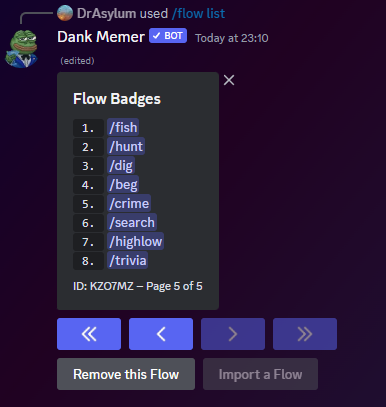 DrAsylum used /flow list
Dank Memer ✓ BOT Today at 23:10
(edited)
Flow Badges
1. /fish
2. /hunt
3. /dig
4. /beg
5. /crime
6. /search
7. /highlow
8. /trivia
ID: KZO7MZ – Page 5 of 5
Remove this Flow Import a Flow